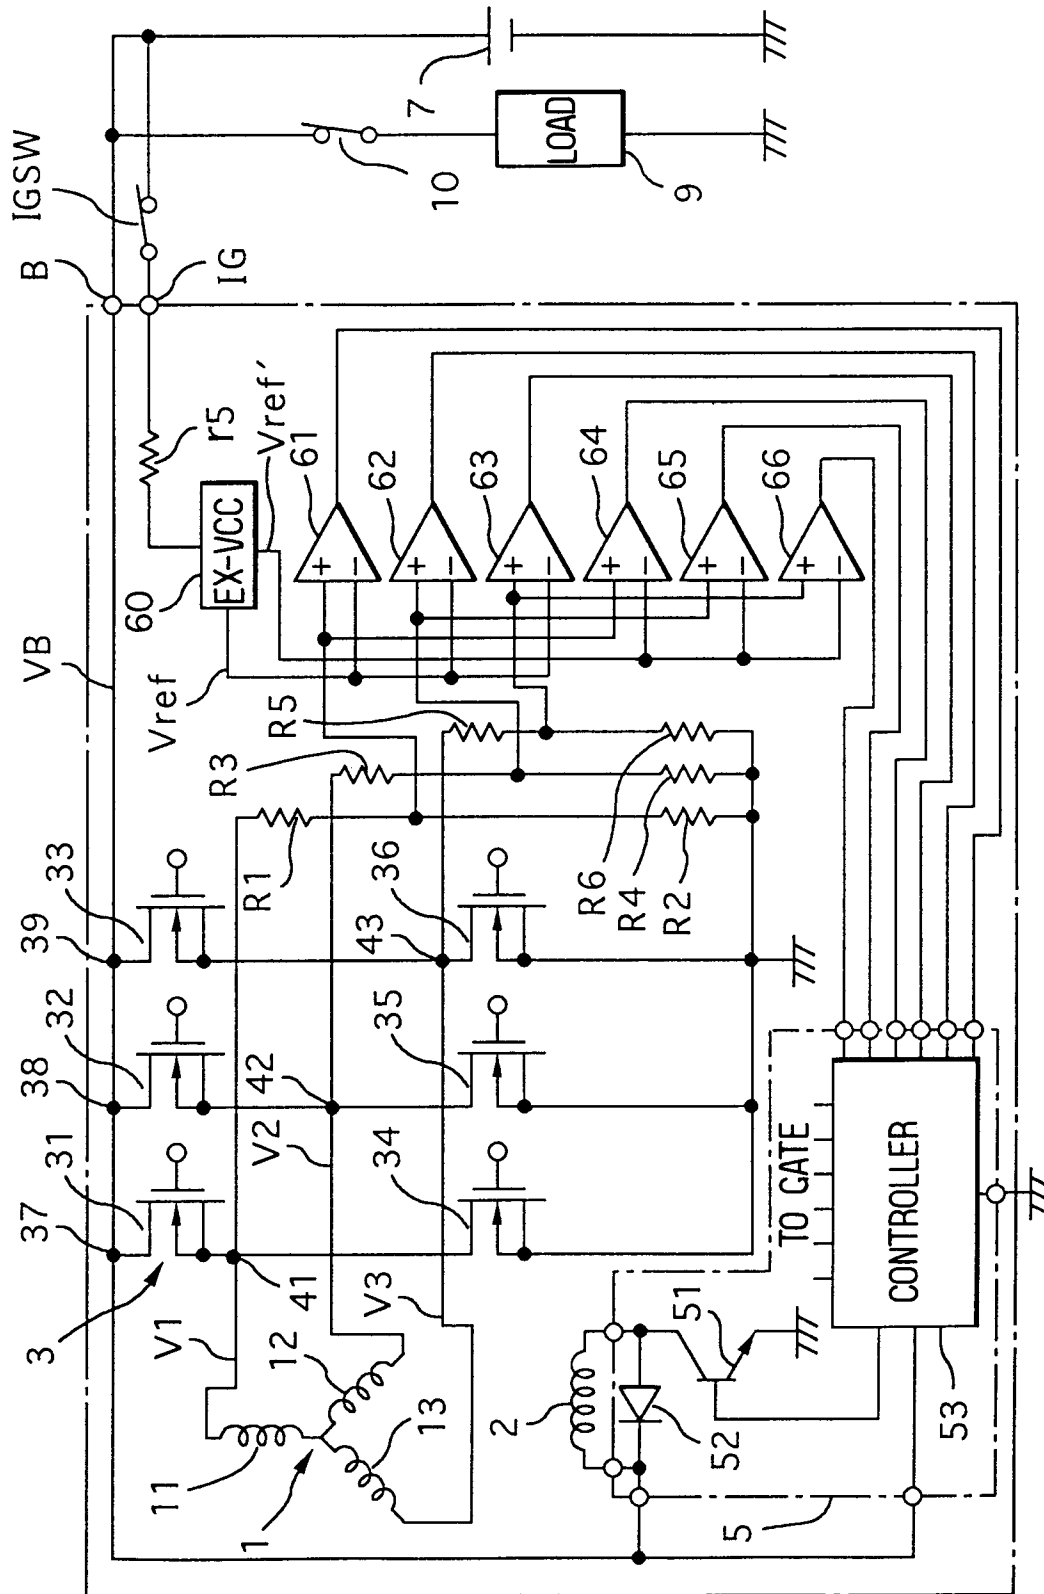 IGSW
B
IG
10
7
LOAD
9
VB
Vref
60
EX-VCC
r5
Vref′
61
62
63
64
65
66
+
−
+
−
+
−
+
−
+
−
+
−
R1
R3
R5
R6
R4
R2
37
31
38
32
39
33
3
41
42
43
34
35
36
V1
V2
V3
11
12
13
1
2
51
52
53
5
TO GATE
CONTROLLER